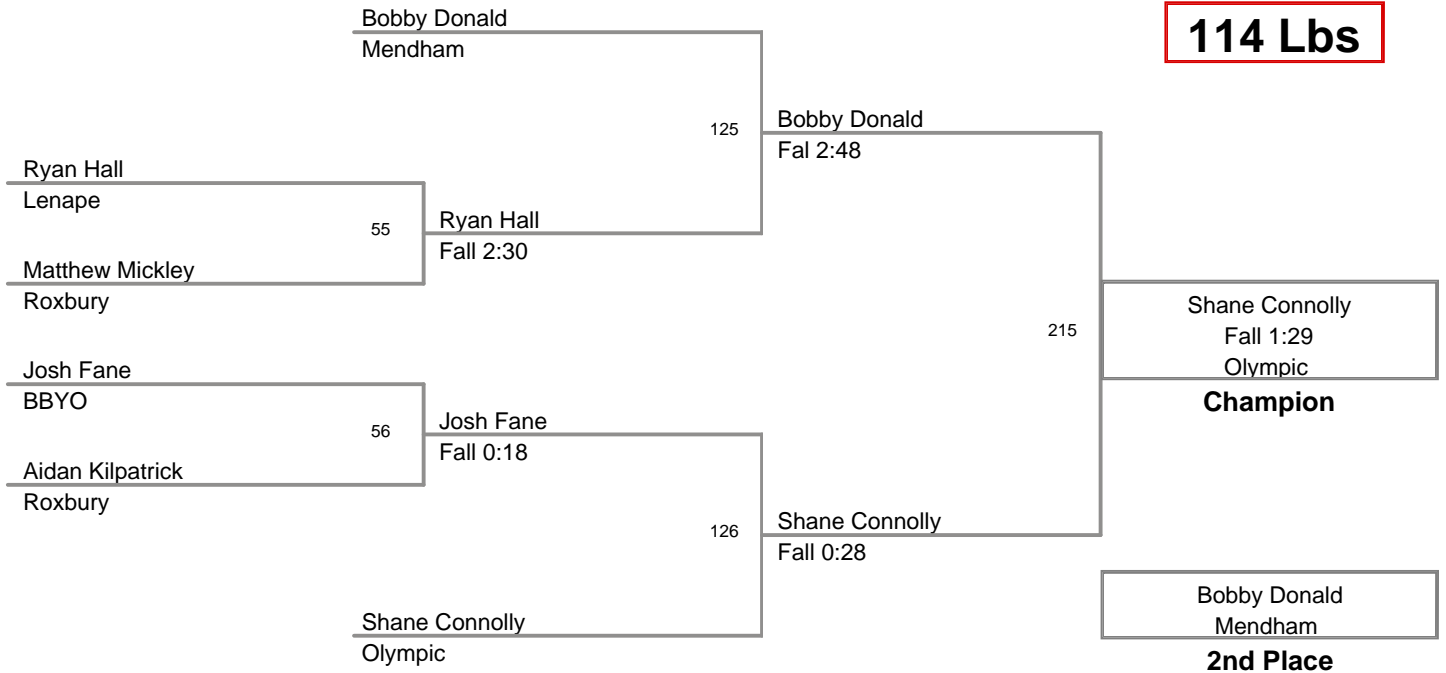 114 Lbs
Bobby Donald
Mendham
125
Bobby Donald
Fal 2:48
Ryan Hall
Lenape
55
Ryan Hall
Fall 2:30
Matthew Mickley
Roxbury
215
Shane Connolly
Fall 1:29
Olympic
Champion
Josh Fane
BBYO
56
Josh Fane
Fall 0:18
Aidan Kilpatrick
Roxbury
126
Shane Connolly
Fall 0:28
Shane Connolly
Olympic
Bobby Donald
Mendham
2nd Place